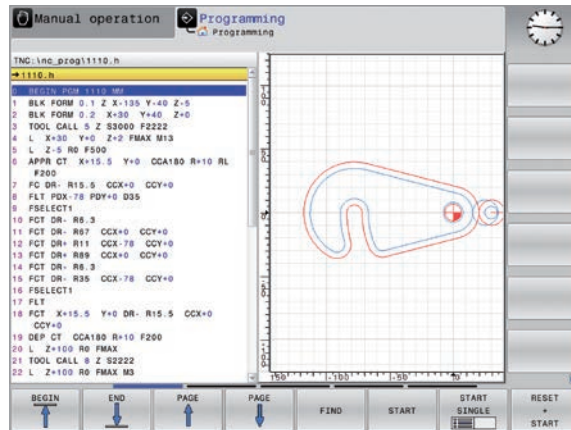 Manual operation
Programming
Programming
TNC:\nc_prog\1110.h
→1110.h
0 BEGIN PGM 1110 MM
1 BLK FORM 0.1 Z X-135 Y-40 Z-5
2 BLK FORM 0.2 X+30 Y+40 Z+0
3 TOOL CALL 5 Z S3000 F2222
4 L X+30 Y+0 Z+2 FMAX M13
5 L Z-5 R0 F500
6 APPR CT X+15.5 Y+0 CCA180 R+10 RL
F200
7 FC DR- R15.5 CCX+0 CCY+0
8 FLT PDX-78 PDY+0 D35
9 FSELECT1
10 FCT DR- R6.3
11 FCT DR- R67 CCX+0 CCY+0
12 FCT DR+ R11 CCX-78 CCY+0
13 FCT DR+ R89 CCX+0 CCY+0
14 FCT DR- R6.3
15 FCT DR- R35 CCX-78 CCY+0
16 FSELECT1
17 FLT
18 FCT X+15.5 Y+0 DR- R15.5 CCX+0
CCY+0
19 DEP CT CCA180 R+10 F200
20 L Z+100 R0 FMAX
21 TOOL CALL 8 Z S2222
22 L Z+100 R0 FMAX M3
-150
-100
-50
0
BEGIN
END
PAGE
PAGE
FIND
START
START
SINGLE
RESET
+
START